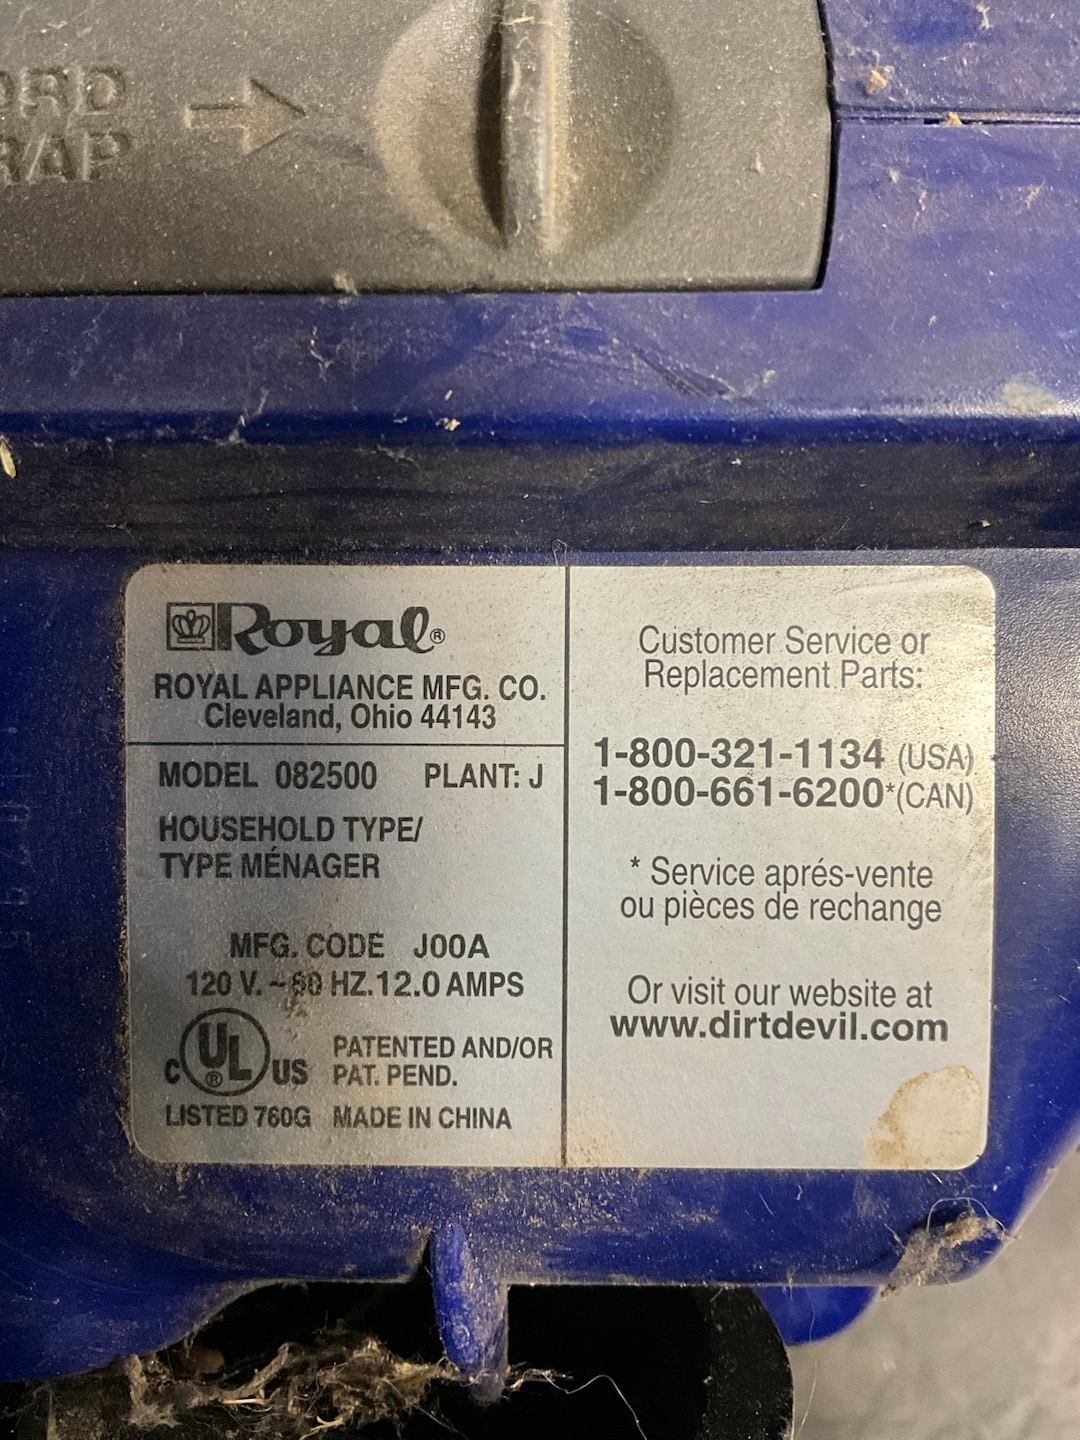 ORD
RAP
Royal®
ROYAL APPLIANCE MFG. CO.
Cleveland, Ohio 44143
MODEL 082500 PLANT: J
HOUSEHOLD TYPE/
TYPE MÉNAGER
MFG. CODE J00A
120 V. ~ 60 HZ.12.0 AMPS
C UL® US
PATENTED AND/OR
PAT. PEND.
LISTED 760G MADE IN CHINA
Customer Service or
Replacement Parts:
1-800-321-1134 (USA)
1-800-661-6200*(CAN)
* Service aprés-vente
ou pièces de rechange
Or visit our website at
www.dirtdevil.com